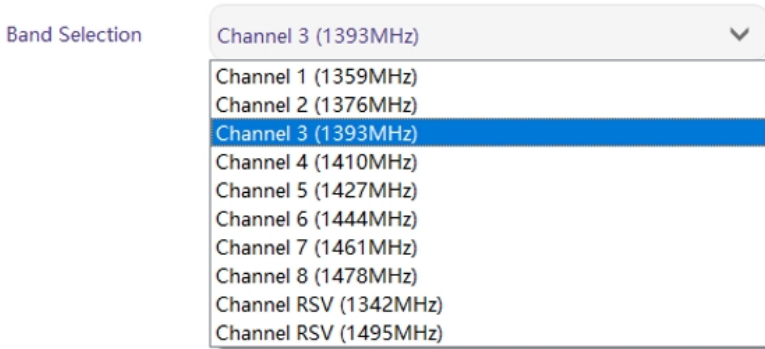 Band Selection Channel 3 (1393MHz)
Channel 1 (1359MHz)
Channel 2 (1376MHz)
Channel 3 (1393MHz)
Channel 4 (1410MHz)
Channel 5 (1427MHz)
Channel 6 (1444MHz)
Channel 7 (1461MHz)
Channel 8 (1478MHz)
Channel RSV (1342MHz)
Channel RSV (1495MHz)